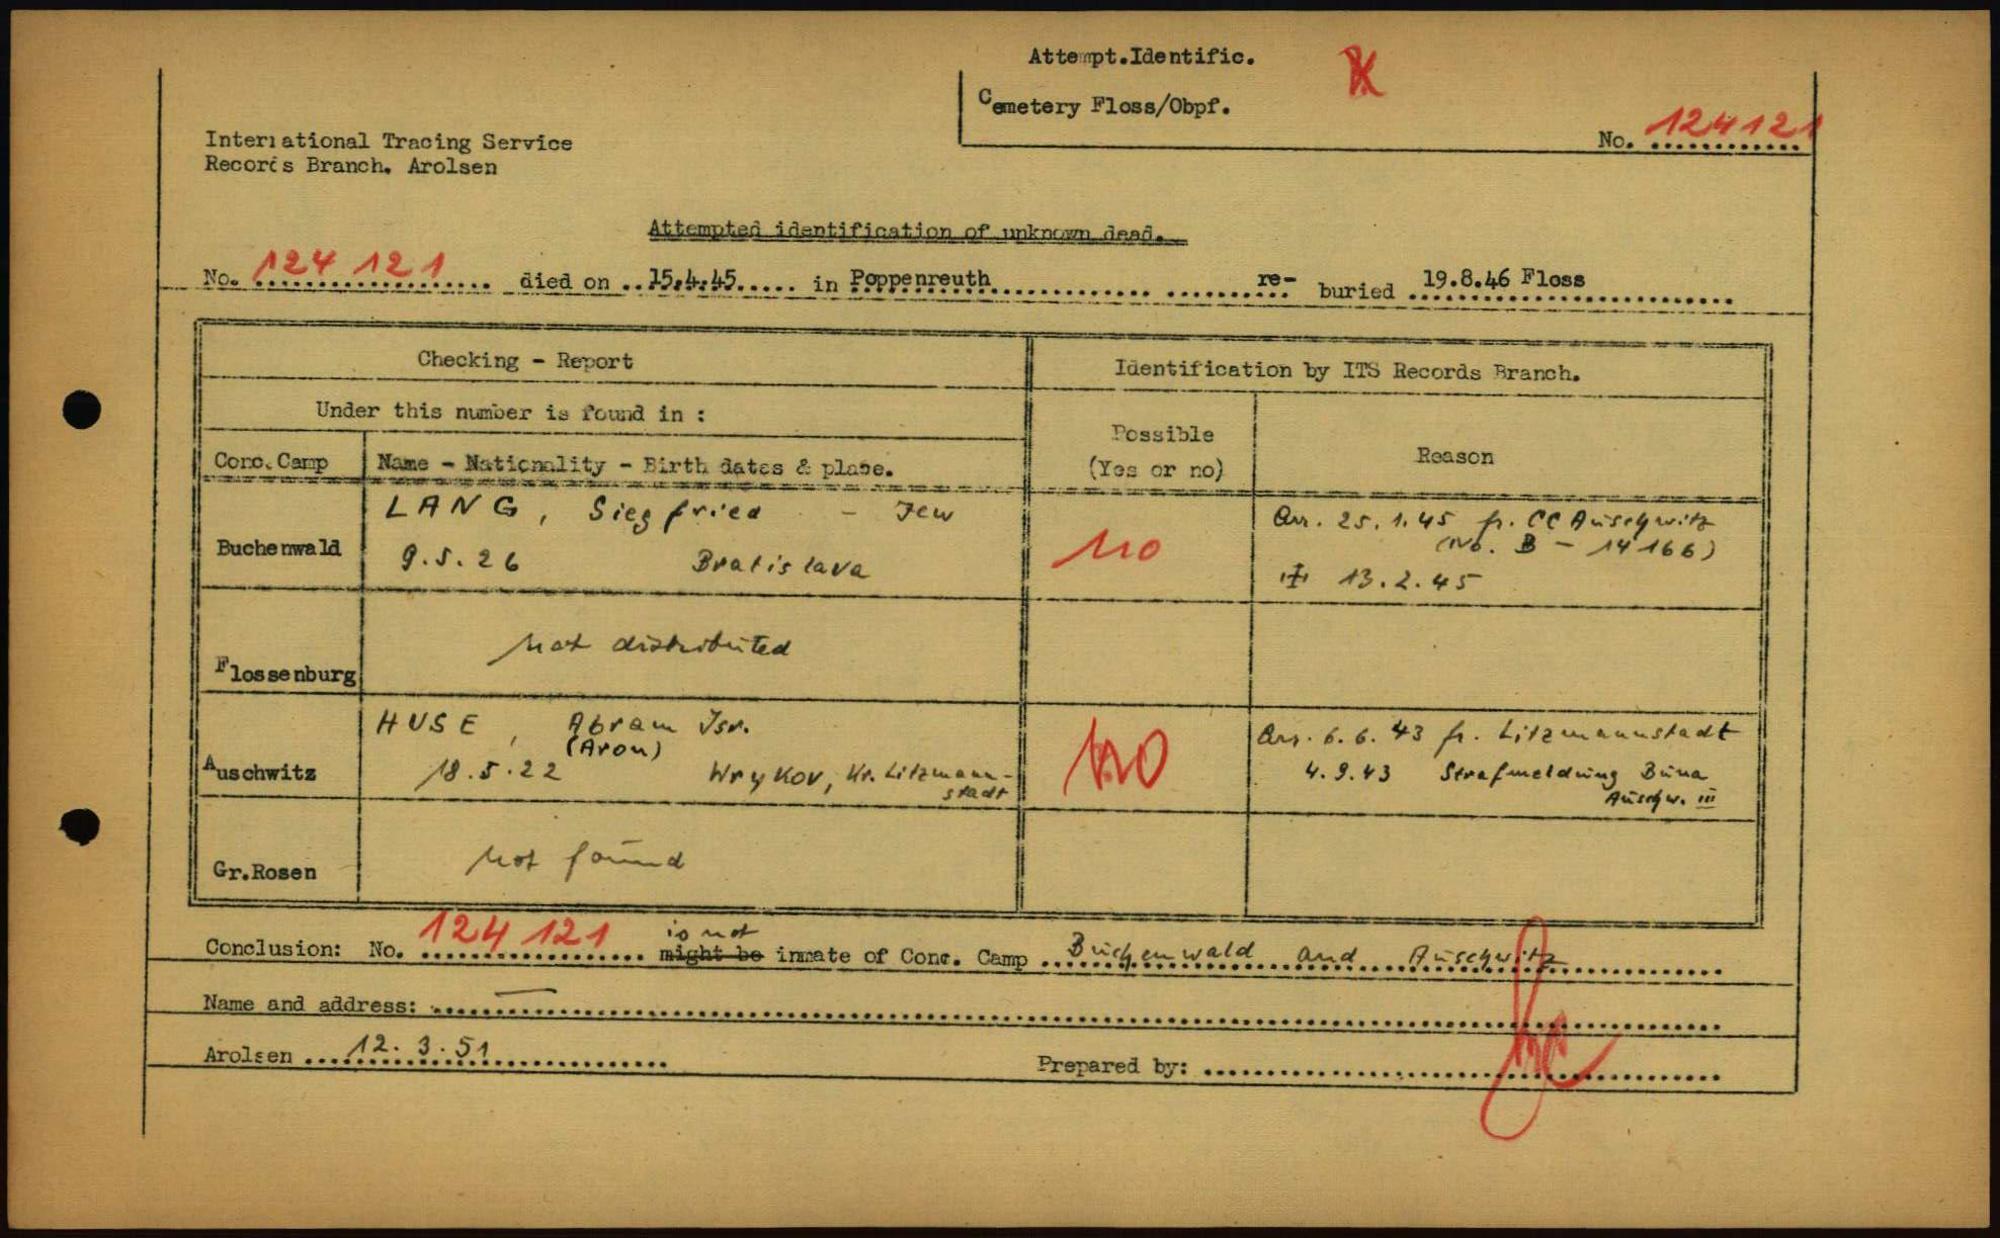 Attempt.Identific.
Cemetery Floss/Obpf.
No. 124121
International Tracing Service
Records Branch. Arolsen
Attempted identification of unknown dead.
No. 124 121 died on 15.4.45. in Poppenreuth re- buried 19.8.46 Floss
Checking - Report
Identification by ITS Records Branch.
Under this number is found in :
Conc.Camp
Name - Nationality - Birth dates & place.
Possible
(Yes or no)
Reason
Buchenwald
LANG, Siegfried - Jew
9.5.26 Bratislava
no
Arr. 25.1.45 fr. CC Auschwitz
(No. B - 14166)
13.2.45
Flossenburg
not distributed
Auschwitz
HUSE, Abram Isr.
(Aron)
18.5.22 Wrykov, Kr. Litzmann-
stadt
no
Arr. 6.6.43 fr. Litzmannstadt
4.9.43 Strafmeldung Buna
Auschw. III
Gr.Rosen
not found
Conclusion: No. 124 121 is not might be inmate of Conc. Camp Buchenwald and Auschwitz
Name and address: —
Arolsen 12.3.51
Prepared by: